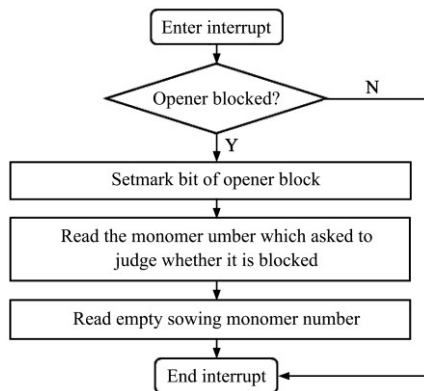 Enter interrupt
Opener blocked?
N
Y
Setmark bit of opener block
Read the monomer umber which asked to
judge whether it is blocked
Read empty sowing monomer number
End interrupt